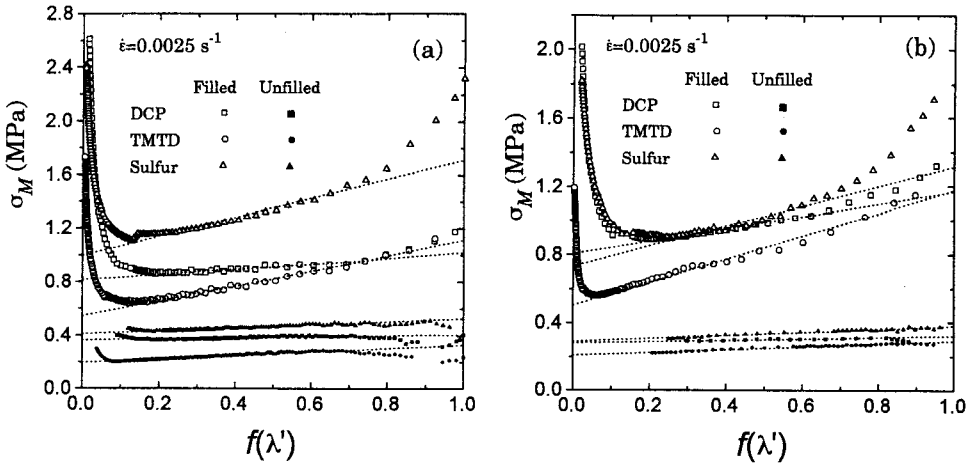 ε̇=0.0025 s⁻¹ (a)
Filled Unfilled
DCP
TMTD
Sulfur
σM (MPa)
2.8
2.4
2.0
1.6
1.2
0.8
0.4
0.0
0.0 0.2 0.4 0.6 0.8 1.0
f(λ')
ε̇=0.0025 s⁻¹ (b)
Filled Unfilled
DCP
TMTD
Sulfur
σM (MPa)
2.0
1.6
1.2
0.8
0.4
0.0
0.0 0.2 0.4 0.6 0.8 1.0
f(λ')